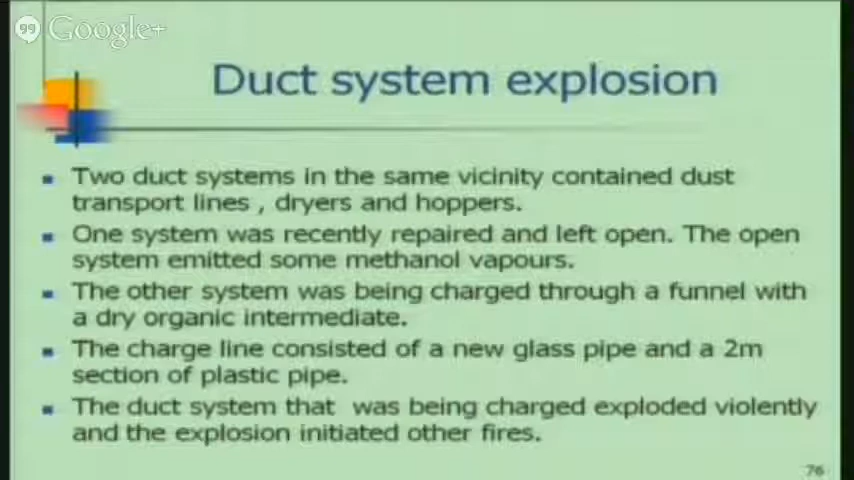 Google+
Duct system explosion
Two duct systems in the same vicinity contained dust
transport lines , dryers and hoppers.
One system was recently repaired and left open. The open
system emitted some methanol vapours.
The other system was being charged through a funnel with
a dry organic intermediate.
The charge line consisted of a new glass pipe and a 2m
section of plastic pipe.
The duct system that was being charged exploded violently
and the explosion initiated other fires.
76